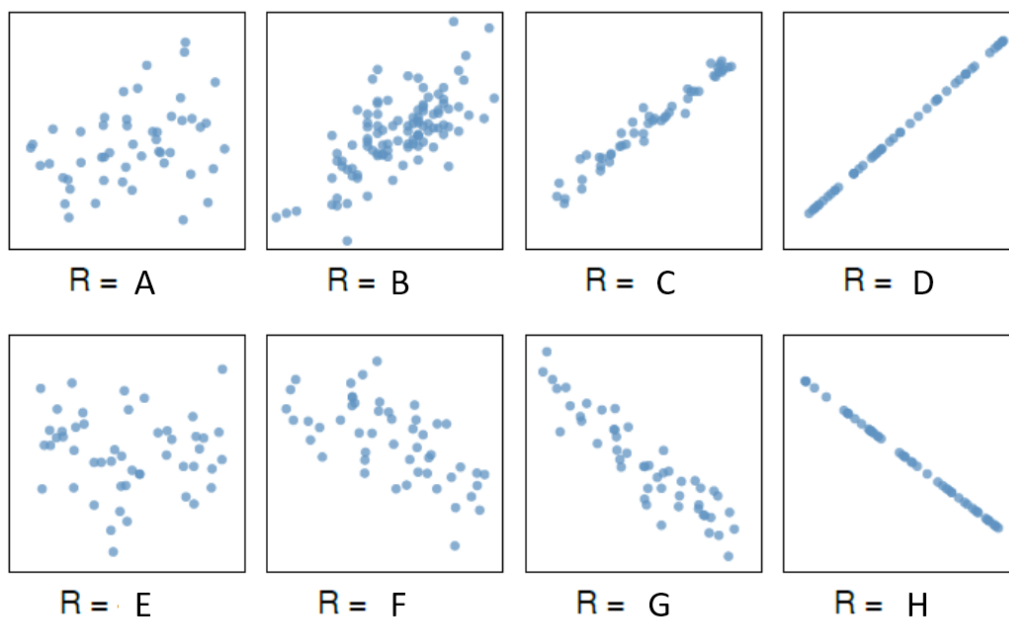 R = A
R = B
R = C
R = D
R = E
R = F
R = G
R = H